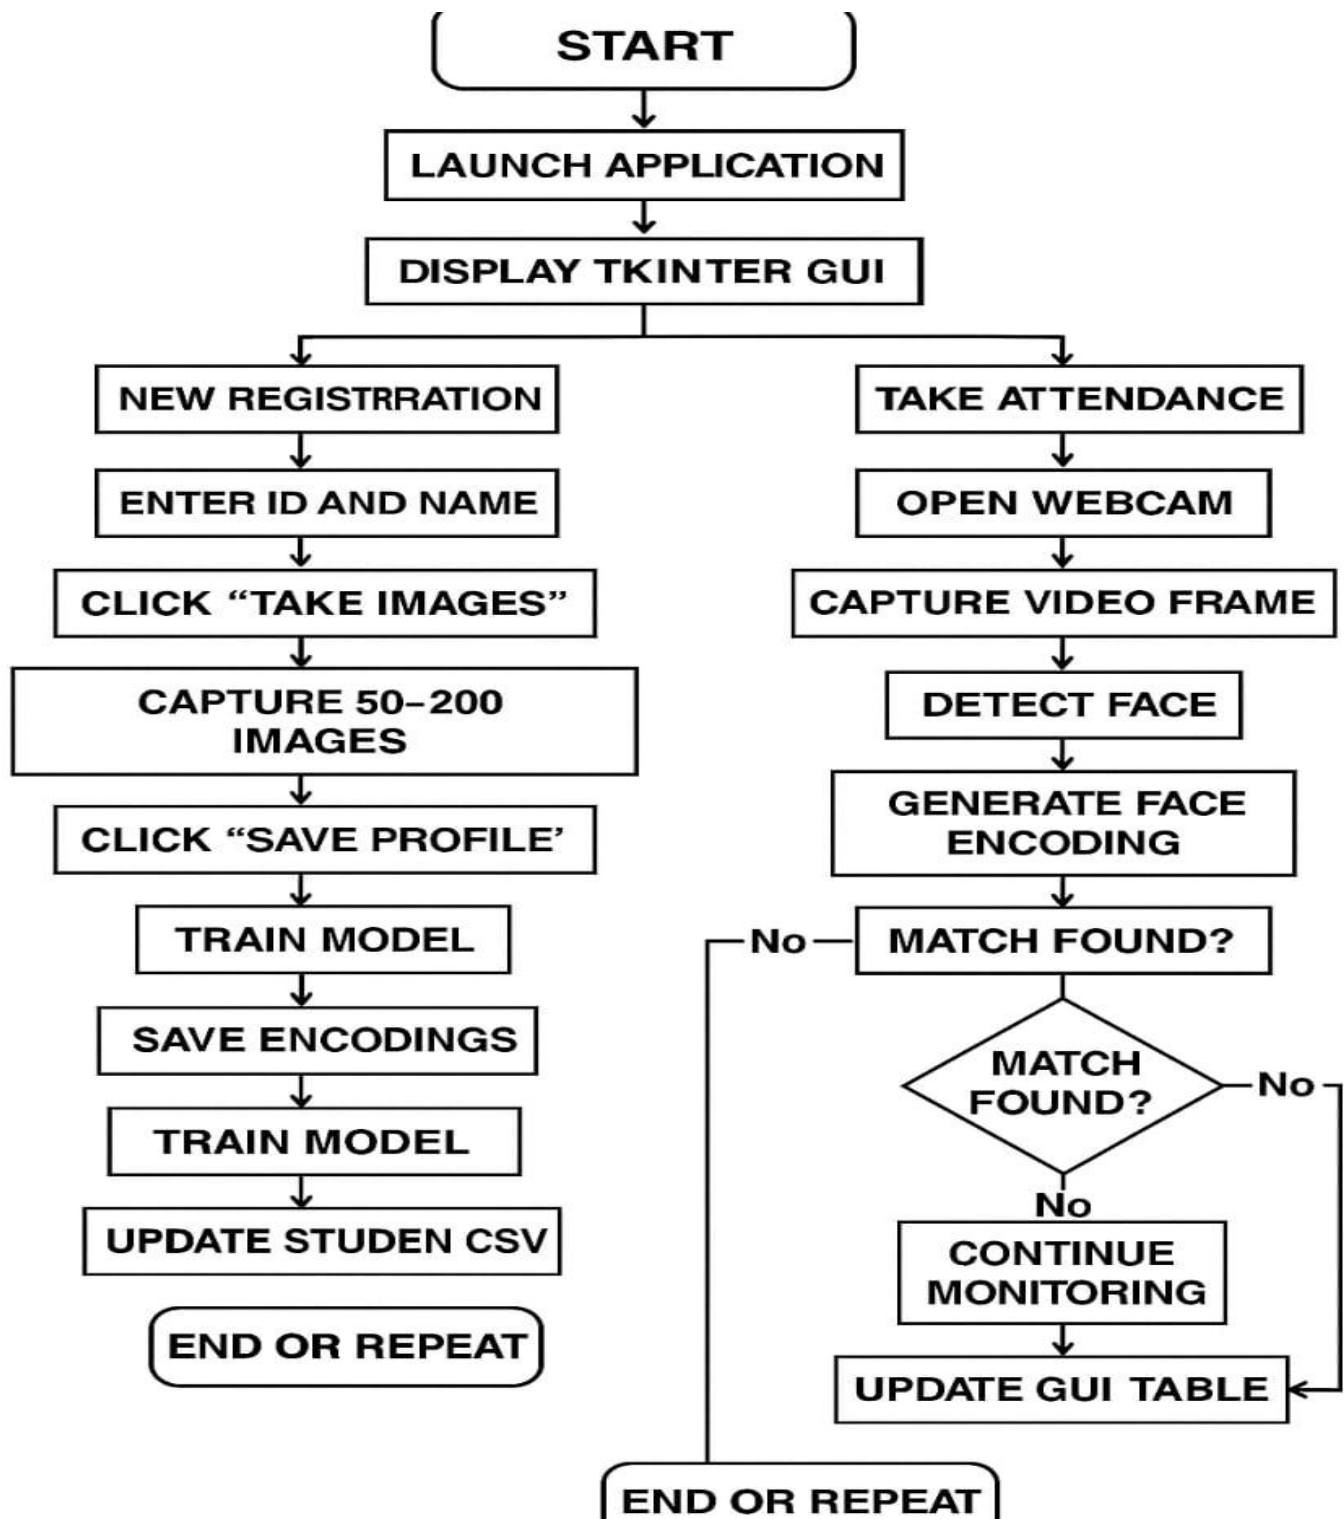 START
LAUNCH APPLICATION
DISPLAY TKINTER GUI
NEW REGISTRRATION
ENTER ID AND NAME
CLICK “TAKE IMAGES”
CAPTURE 50–200
IMAGES
CLICK “SAVE PROFILE’
TRAIN MODEL
SAVE ENCODINGS
TRAIN MODEL
UPDATE STUDEN CSV
END OR REPEAT
TAKE ATTENDANCE
OPEN WEBCAM
CAPTURE VIDEO FRAME
DETECT FACE
GENERATE FACE
ENCODING
No
MATCH FOUND?
MATCH
FOUND?
No
No
CONTINUE
MONITORING
UPDATE GUI TABLE
END OR REPEAT